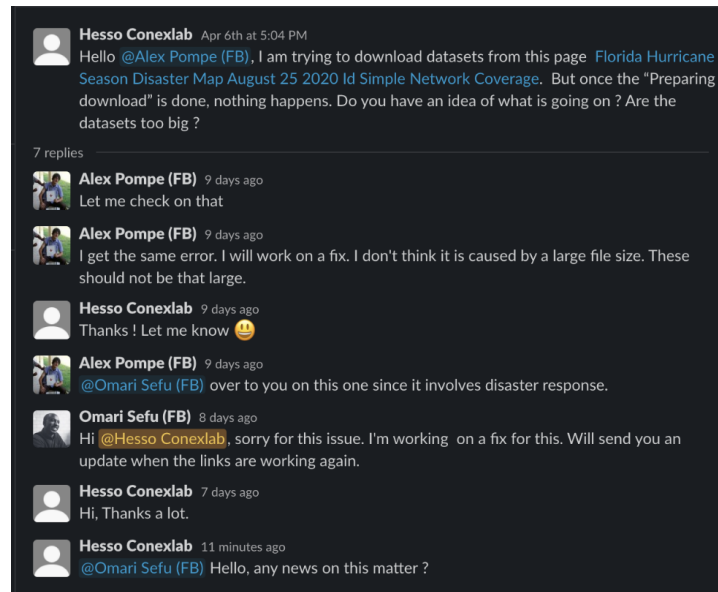 Hesso Conexlab Apr 6th at 5:04 PM
Hello @Alex Pompe (FB), I am trying to download datasets from this page Florida Hurricane
Season Disaster Map August 25 2020 Id Simple Network Coverage. But once the “Preparing
download” is done, nothing happens. Do you have an idea of what is going on ? Are the
datasets too big ?
7 replies
Alex Pompe (FB) 9 days ago
Let me check on that
Alex Pompe (FB) 9 days ago
I get the same error. I will work on a fix. I don't think it is caused by a large file size. These
should not be that large.
Hesso Conexlab 9 days ago
Thanks ! Let me know 😃
Alex Pompe (FB) 9 days ago
@Omari Sefu (FB) over to you on this one since it involves disaster response.
Omari Sefu (FB) 8 days ago
Hi @Hesso Conexlab, sorry for this issue. I'm working on a fix for this. Will send you an
update when the links are working again.
Hesso Conexlab 7 days ago
Hi, Thanks a lot.
Hesso Conexlab 11 minutes ago
@Omari Sefu (FB) Hello, any news on this matter ?